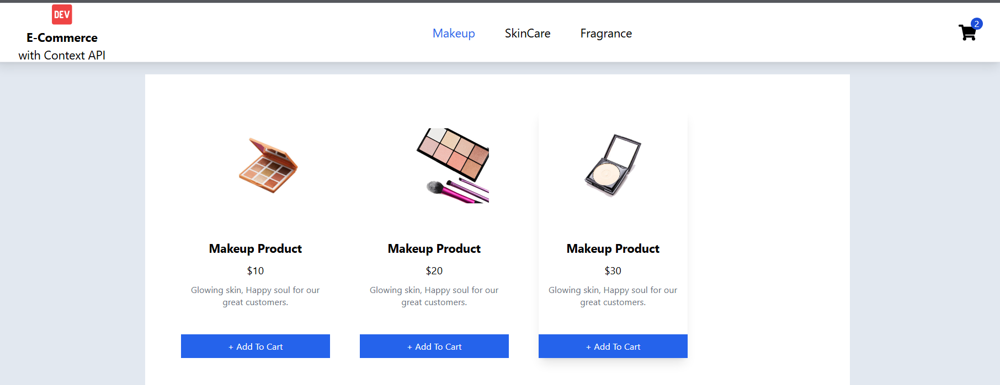 DEV
E-Commerce
with Context API
Makeup SkinCare Fragrance
2
Makeup Product
$10
Glowing skin, Happy soul for our
great customers.
+ Add To Cart
Makeup Product
$20
Glowing skin, Happy soul for our
great customers.
+ Add To Cart
Makeup Product
$30
Glowing skin, Happy soul for our
great customers.
+ Add To Cart